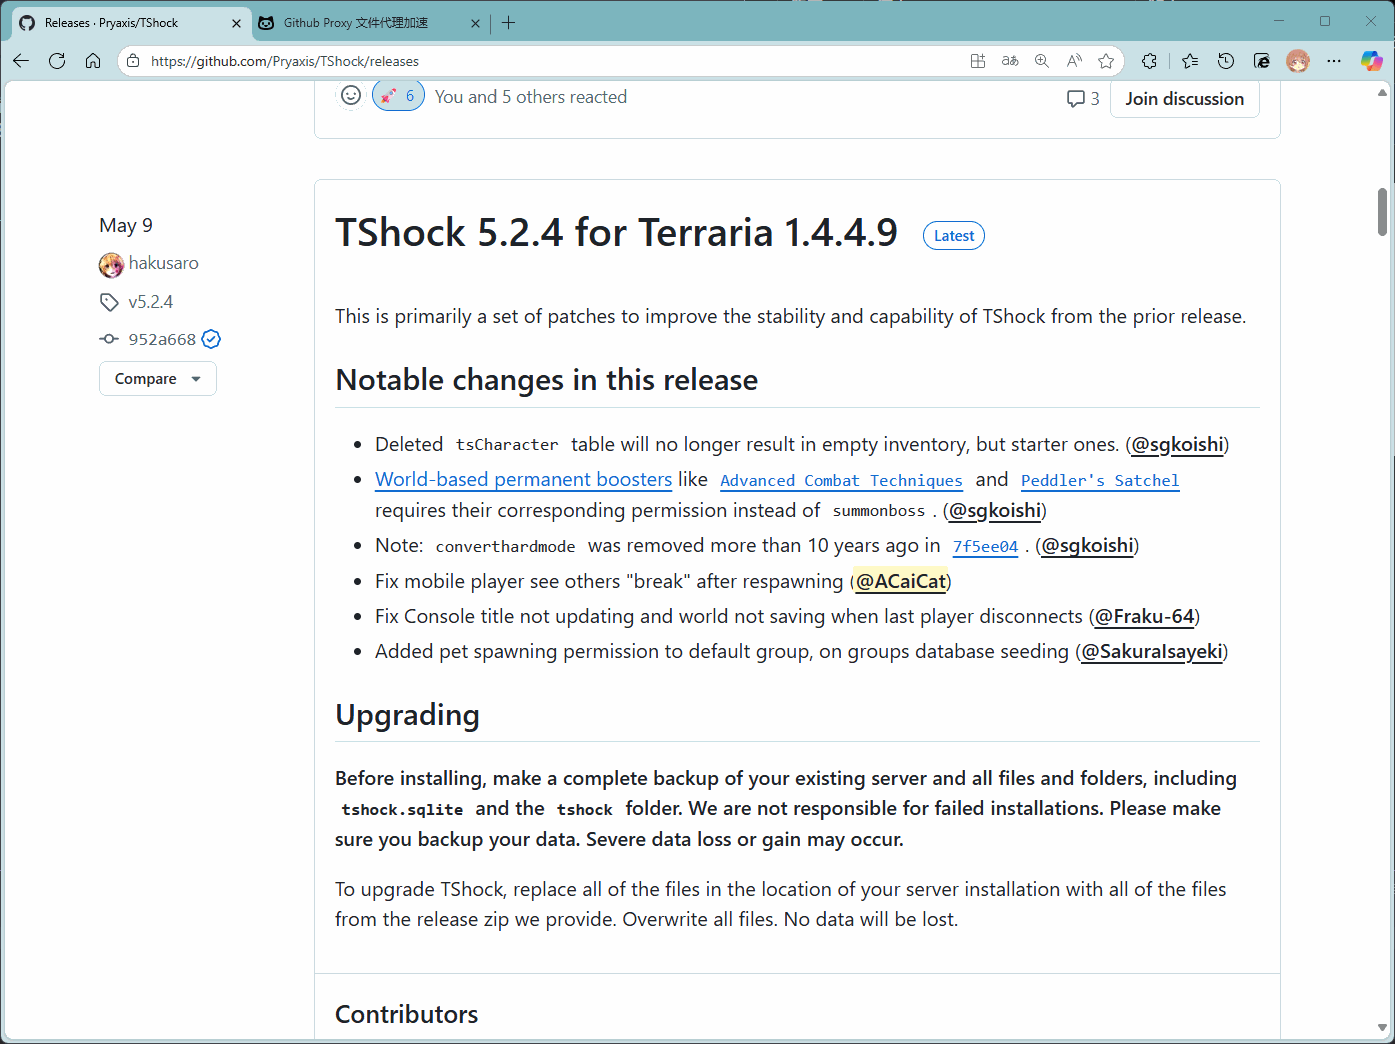 Releases · Pryaxis/TShock
Github Proxy 文件代理加速
https://github.com/Pryaxis/TShock/releases
6 You and 5 others reacted
3 Join discussion
May 9
hakusaro
v5.2.4
952a668
Compare
TShock 5.2.4 for Terraria 1.4.4.9 Latest
This is primarily a set of patches to improve the stability and capability of TShock from the prior release.
Notable changes in this release
• Deleted tsCharacter table will no longer result in empty inventory, but starter ones. (@sgkoishi)
• World-based permanent boosters like Advanced Combat Techniques and Peddler's Satchel
requires their corresponding permission instead of summonboss . (@sgkoishi)
• Note: converthardmode was removed more than 10 years ago in 7f5ee04 . (@sgkoishi)
• Fix mobile player see others "break" after respawning (@ACaiCat)
• Fix Console title not updating and world not saving when last player disconnects (@Fraku-64)
• Added pet spawning permission to default group, on groups database seeding (@SakuraIsayeki)
Upgrading
Before installing, make a complete backup of your existing server and all files and folders, including
tshock.sqlite and the tshock folder. We are not responsible for failed installations. Please make
sure you backup your data. Severe data loss or gain may occur.
To upgrade TShock, replace all of the files in the location of your server installation with all of the files
from the release zip we provide. Overwrite all files. No data will be lost.
Contributors